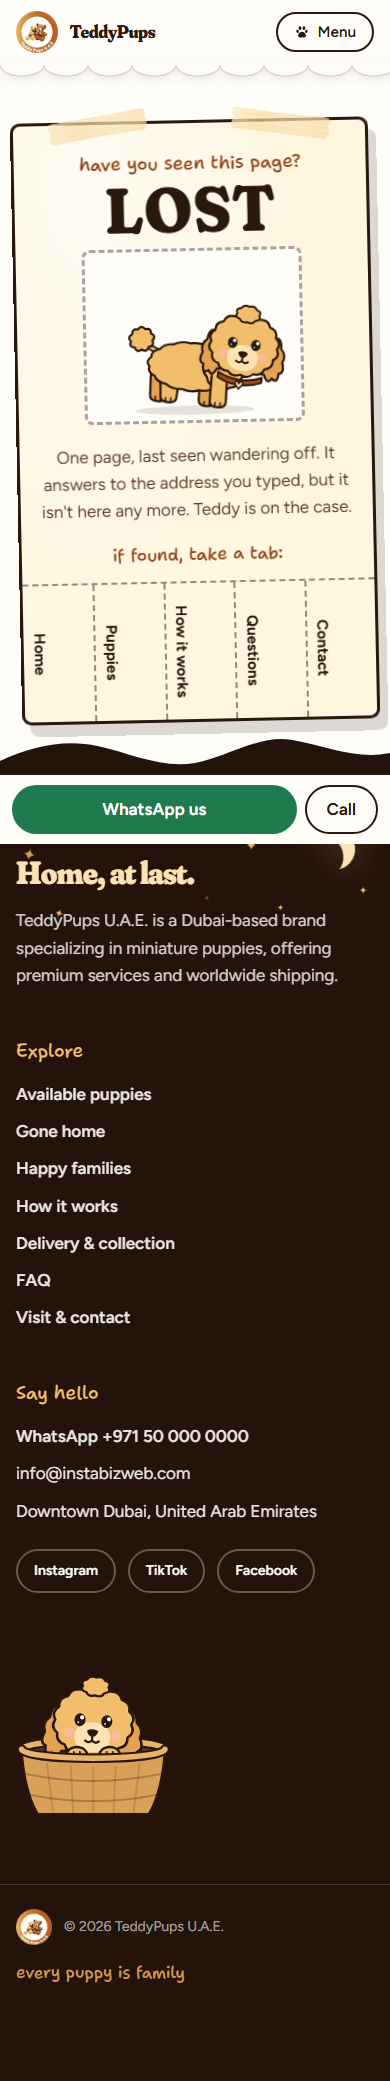 TeddyPups
Menu
have you seen this page?
LOST
One page, last seen wandering off. It
answers to the address you typed, but it
isn't here any more. Teddy is on the case.
if found, take a tab:
Home
Puppies
How it works
Questions
Contact
WhatsApp us
Call
Home, at last.
TeddyPups U.A.E. is a Dubai-based brand
specializing in miniature puppies, offering
premium services and worldwide shipping.
Explore
Available puppies
Gone home
Happy families
How it works
Delivery & collection
FAQ
Visit & contact
Say hello
WhatsApp +971 50 000 0000
info@instabizweb.com
Downtown Dubai, United Arab Emirates
Instagram
TikTok
Facebook
© 2026 TeddyPups U.A.E.
every puppy is family